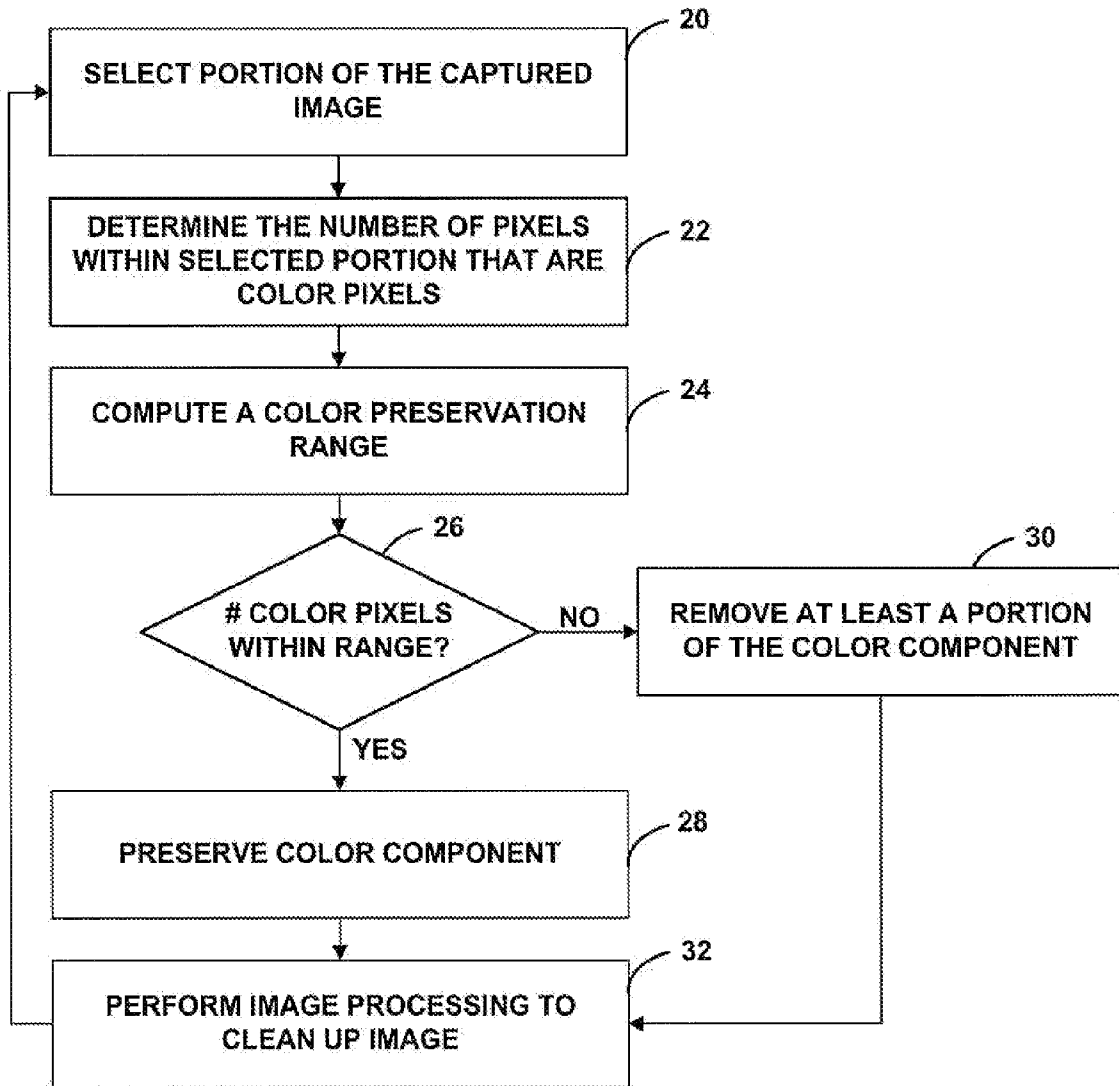 20
SELECT PORTION OF THE CAPTURED
IMAGE
DETERMINE THE NUMBER OF PIXELS
WITHIN SELECTED PORTION THAT ARE
COLOR PIXELS
22
COMPUTE A COLOR PRESERVATION
RANGE
24
26
# COLOR PIXELS
WITHIN RANGE?
NO
30
REMOVE AT LEAST A PORTION
OF THE COLOR COMPONENT
YES
PRESERVE COLOR COMPONENT
28
32
PERFORM IMAGE PROCESSING TO
CLEAN UP IMAGE